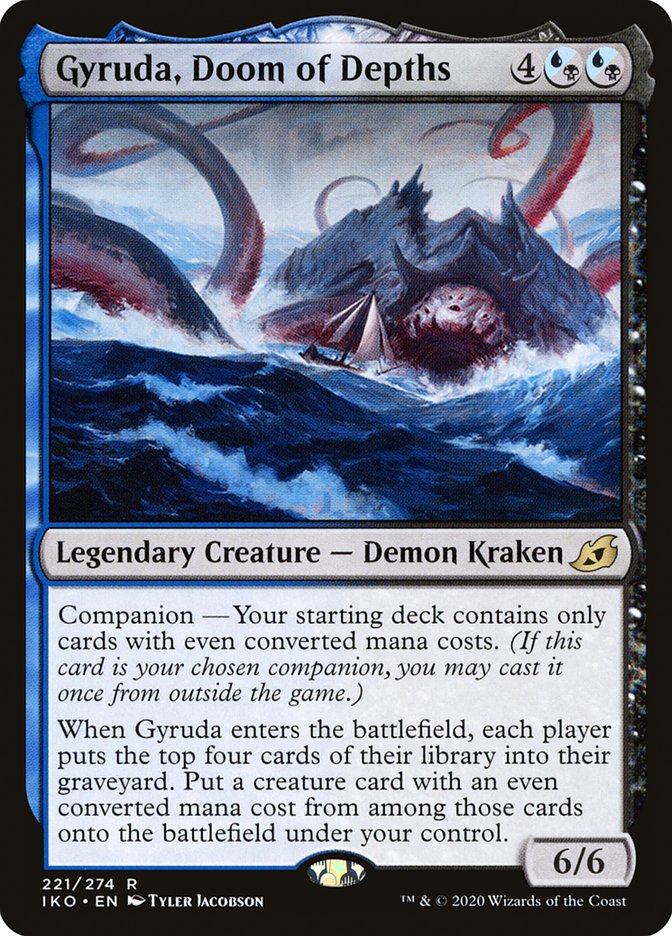 Gyruda, Doom of Depths 4
Legendary Creature — Demon Kraken
Companion — Your starting deck contains only
cards with even converted mana costs. (If this
card is your chosen companion, you may cast it
once from outside the game.)
When Gyruda enters the battlefield, each player
puts the top four cards of their library into their
graveyard. Put a creature card with an even
converted mana cost from among those cards
onto the battlefield under your control.
6/6
221/274 R
IKO • EN Tyler Jacobson
™ & © 2020 Wizards of the Coast